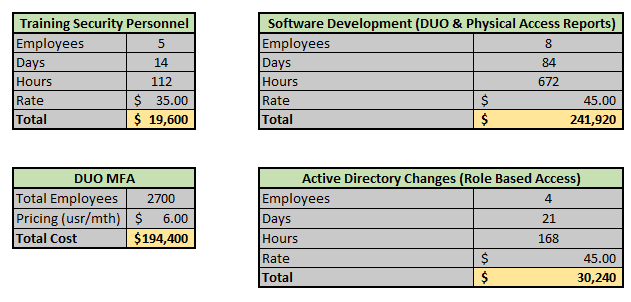 Training Security Personnel
Employees 5
Days 14
Hours 112
Rate $ 35.00
Total $ 19,600
Software Development (DUO & Physical Access Reports)
Employees 8
Days 84
Hours 672
Rate $ 45.00
Total $ 241,920
DUO MFA
Total Employees 2700
Pricing (usr/mth) $ 6.00
Total Cost $194,400
Active Directory Changes (Role Based Access)
Employees 4
Days 21
Hours 168
Rate $ 45.00
Total $ 30,240